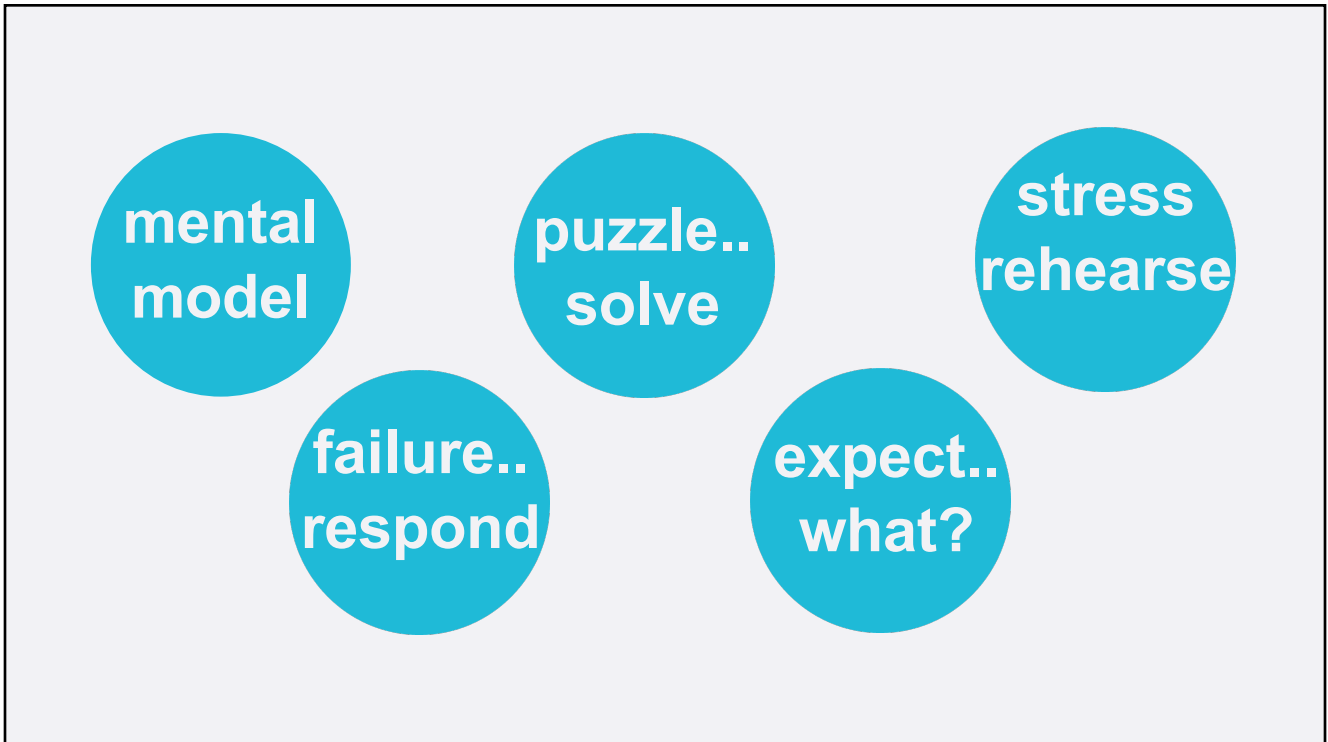 mental
model
puzzle..
solve
stress
rehearse
failure..
respond
expect..
what?